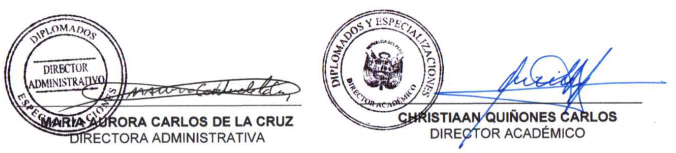 DIPLOMADOS
DIRECTOR
ADMINISTRATIVO
ESPECIALIZACIONES
MARIA AURORA CARLOS DE LA CRUZ
DIRECTORA ADMINISTRATIVA
DIPLOMADOS Y ESPECIALIZACIONES
DIRECTOR ACADÉMICO
CHRISTIAAN QUIÑONES CARLOS
DIRECTOR ACADÉMICO